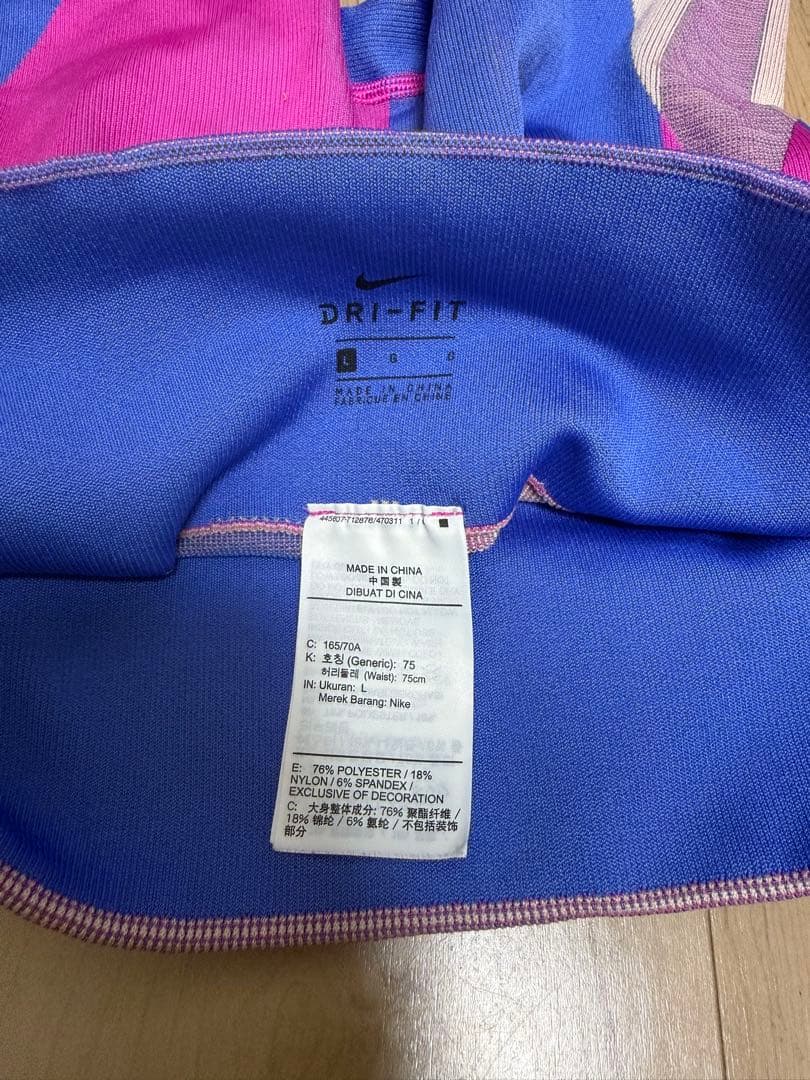 DRI-FIT
L G G
MADE IN CHINA
FABRIQUÉ EN CHINE
MADE IN CHINA
中国製
DIBUAT DI CINA
C: 165/70A
K: 호칭 (Generic): 75
허리둘레 (Waist): 75cm
IN: Ukuran: L
Merek Barang: Nike
E: 76% POLYESTER / 18%
NYLON / 6% SPANDEX /
EXCLUSIVE OF DECORATION
C: 大身整体成分: 76% 聚酯纤维 /
18% 锦纶 / 6% 氨纶 / 不包括装饰
部分